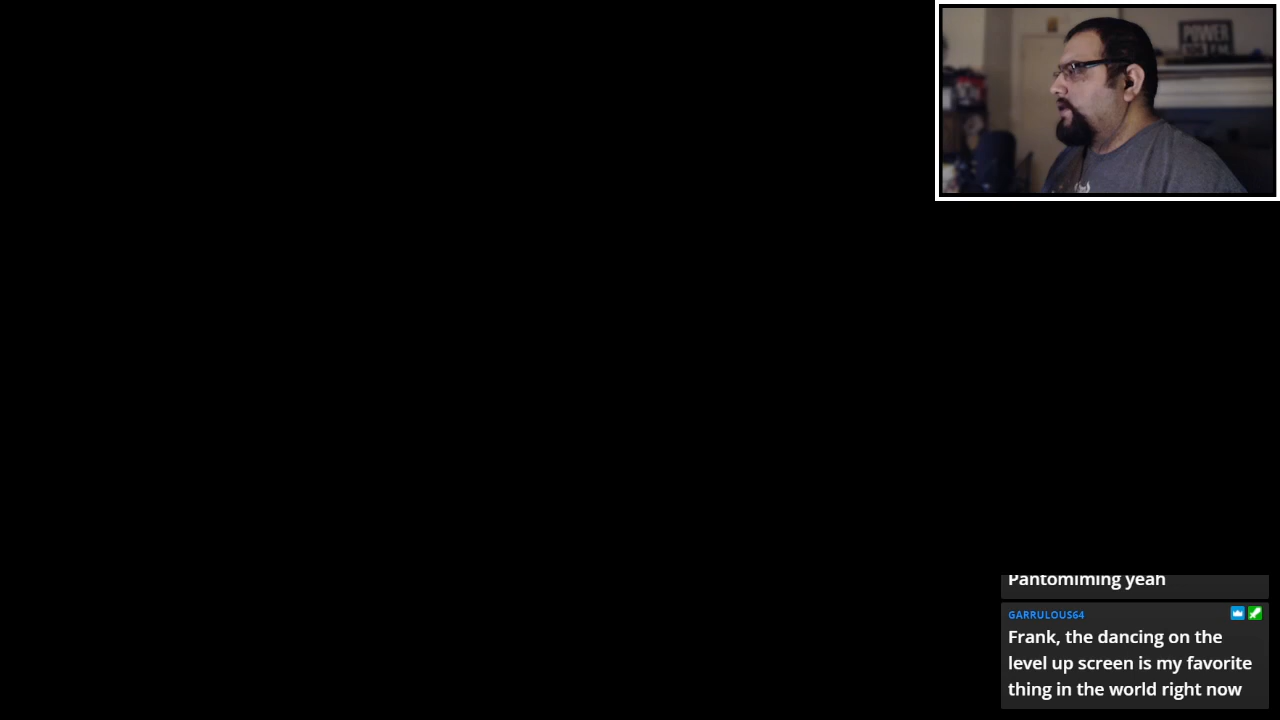 POWER
Pantomiming yeah
GARRULOUS64
Frank, the dancing on the
level up screen is my favorite
thing in the world right now